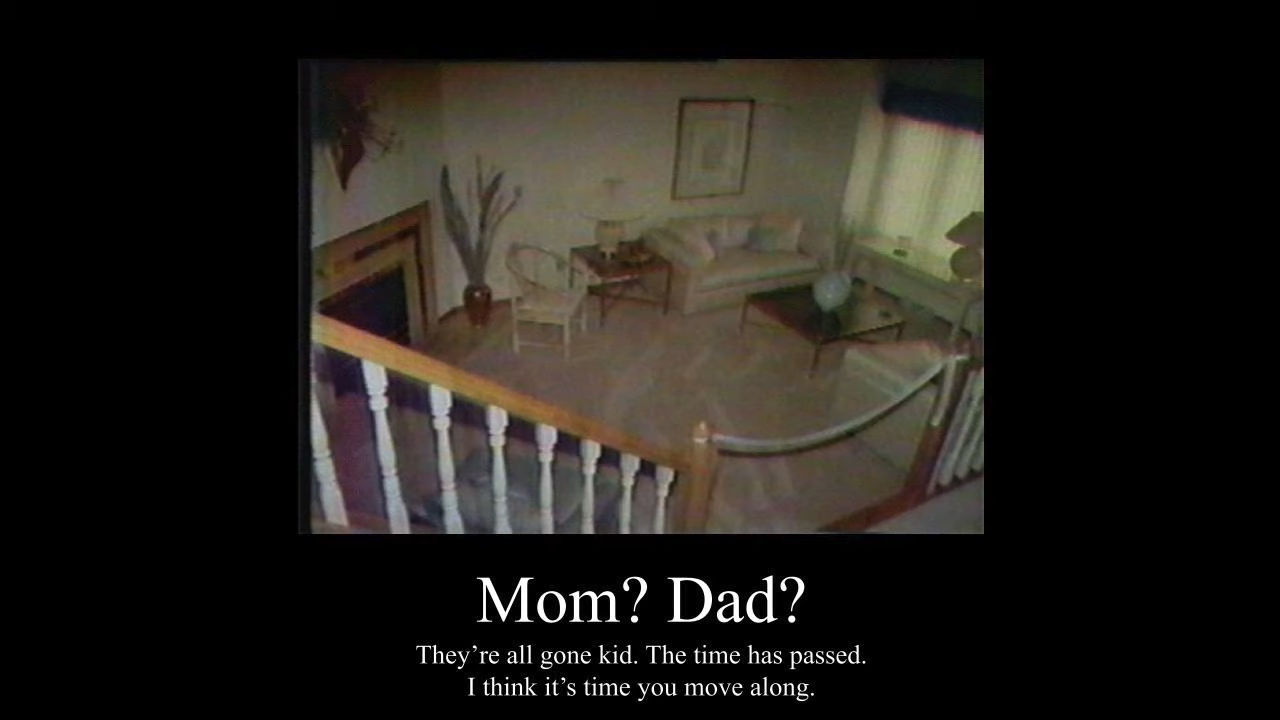 Mom? Dad?
They’re all gone kid. The time has passed.
I think it’s time you move along.